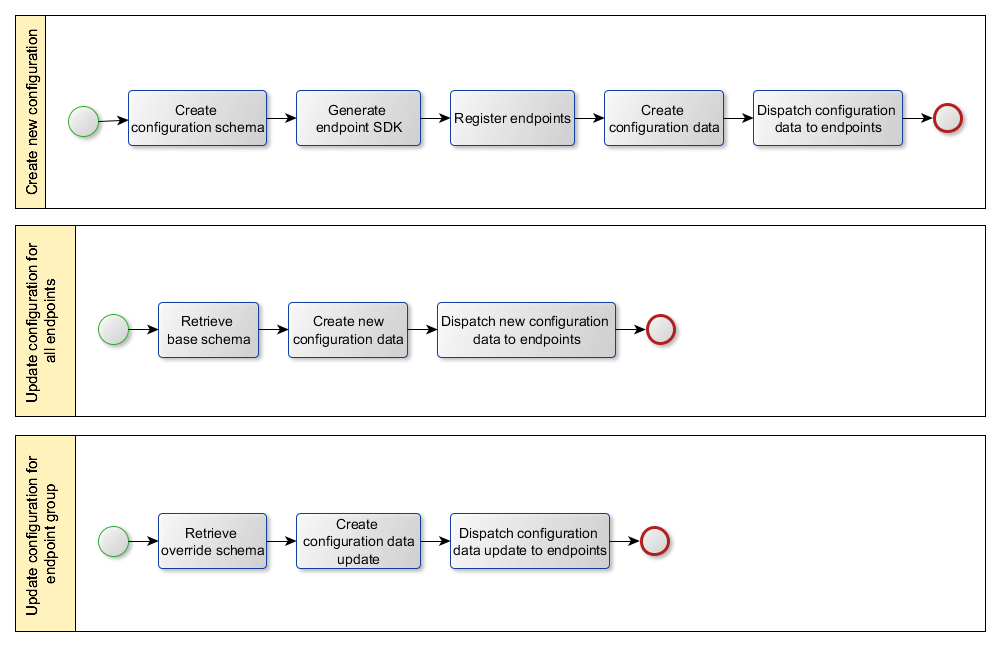 Create new configuration
Create
configuration schema
Generate
endpoint SDK
Register endpoints
Create
configuration data
Dispatch configuration
data to endpoints
Update configuration for
all endpoints
Retrieve
base schema
Create new
configuration data
Dispatch new configuration
data to endpoints
Update configuration for
endpoint group
Retrieve
override schema
Create
configuration data
update
Dispatch configuration
data update to endpoints